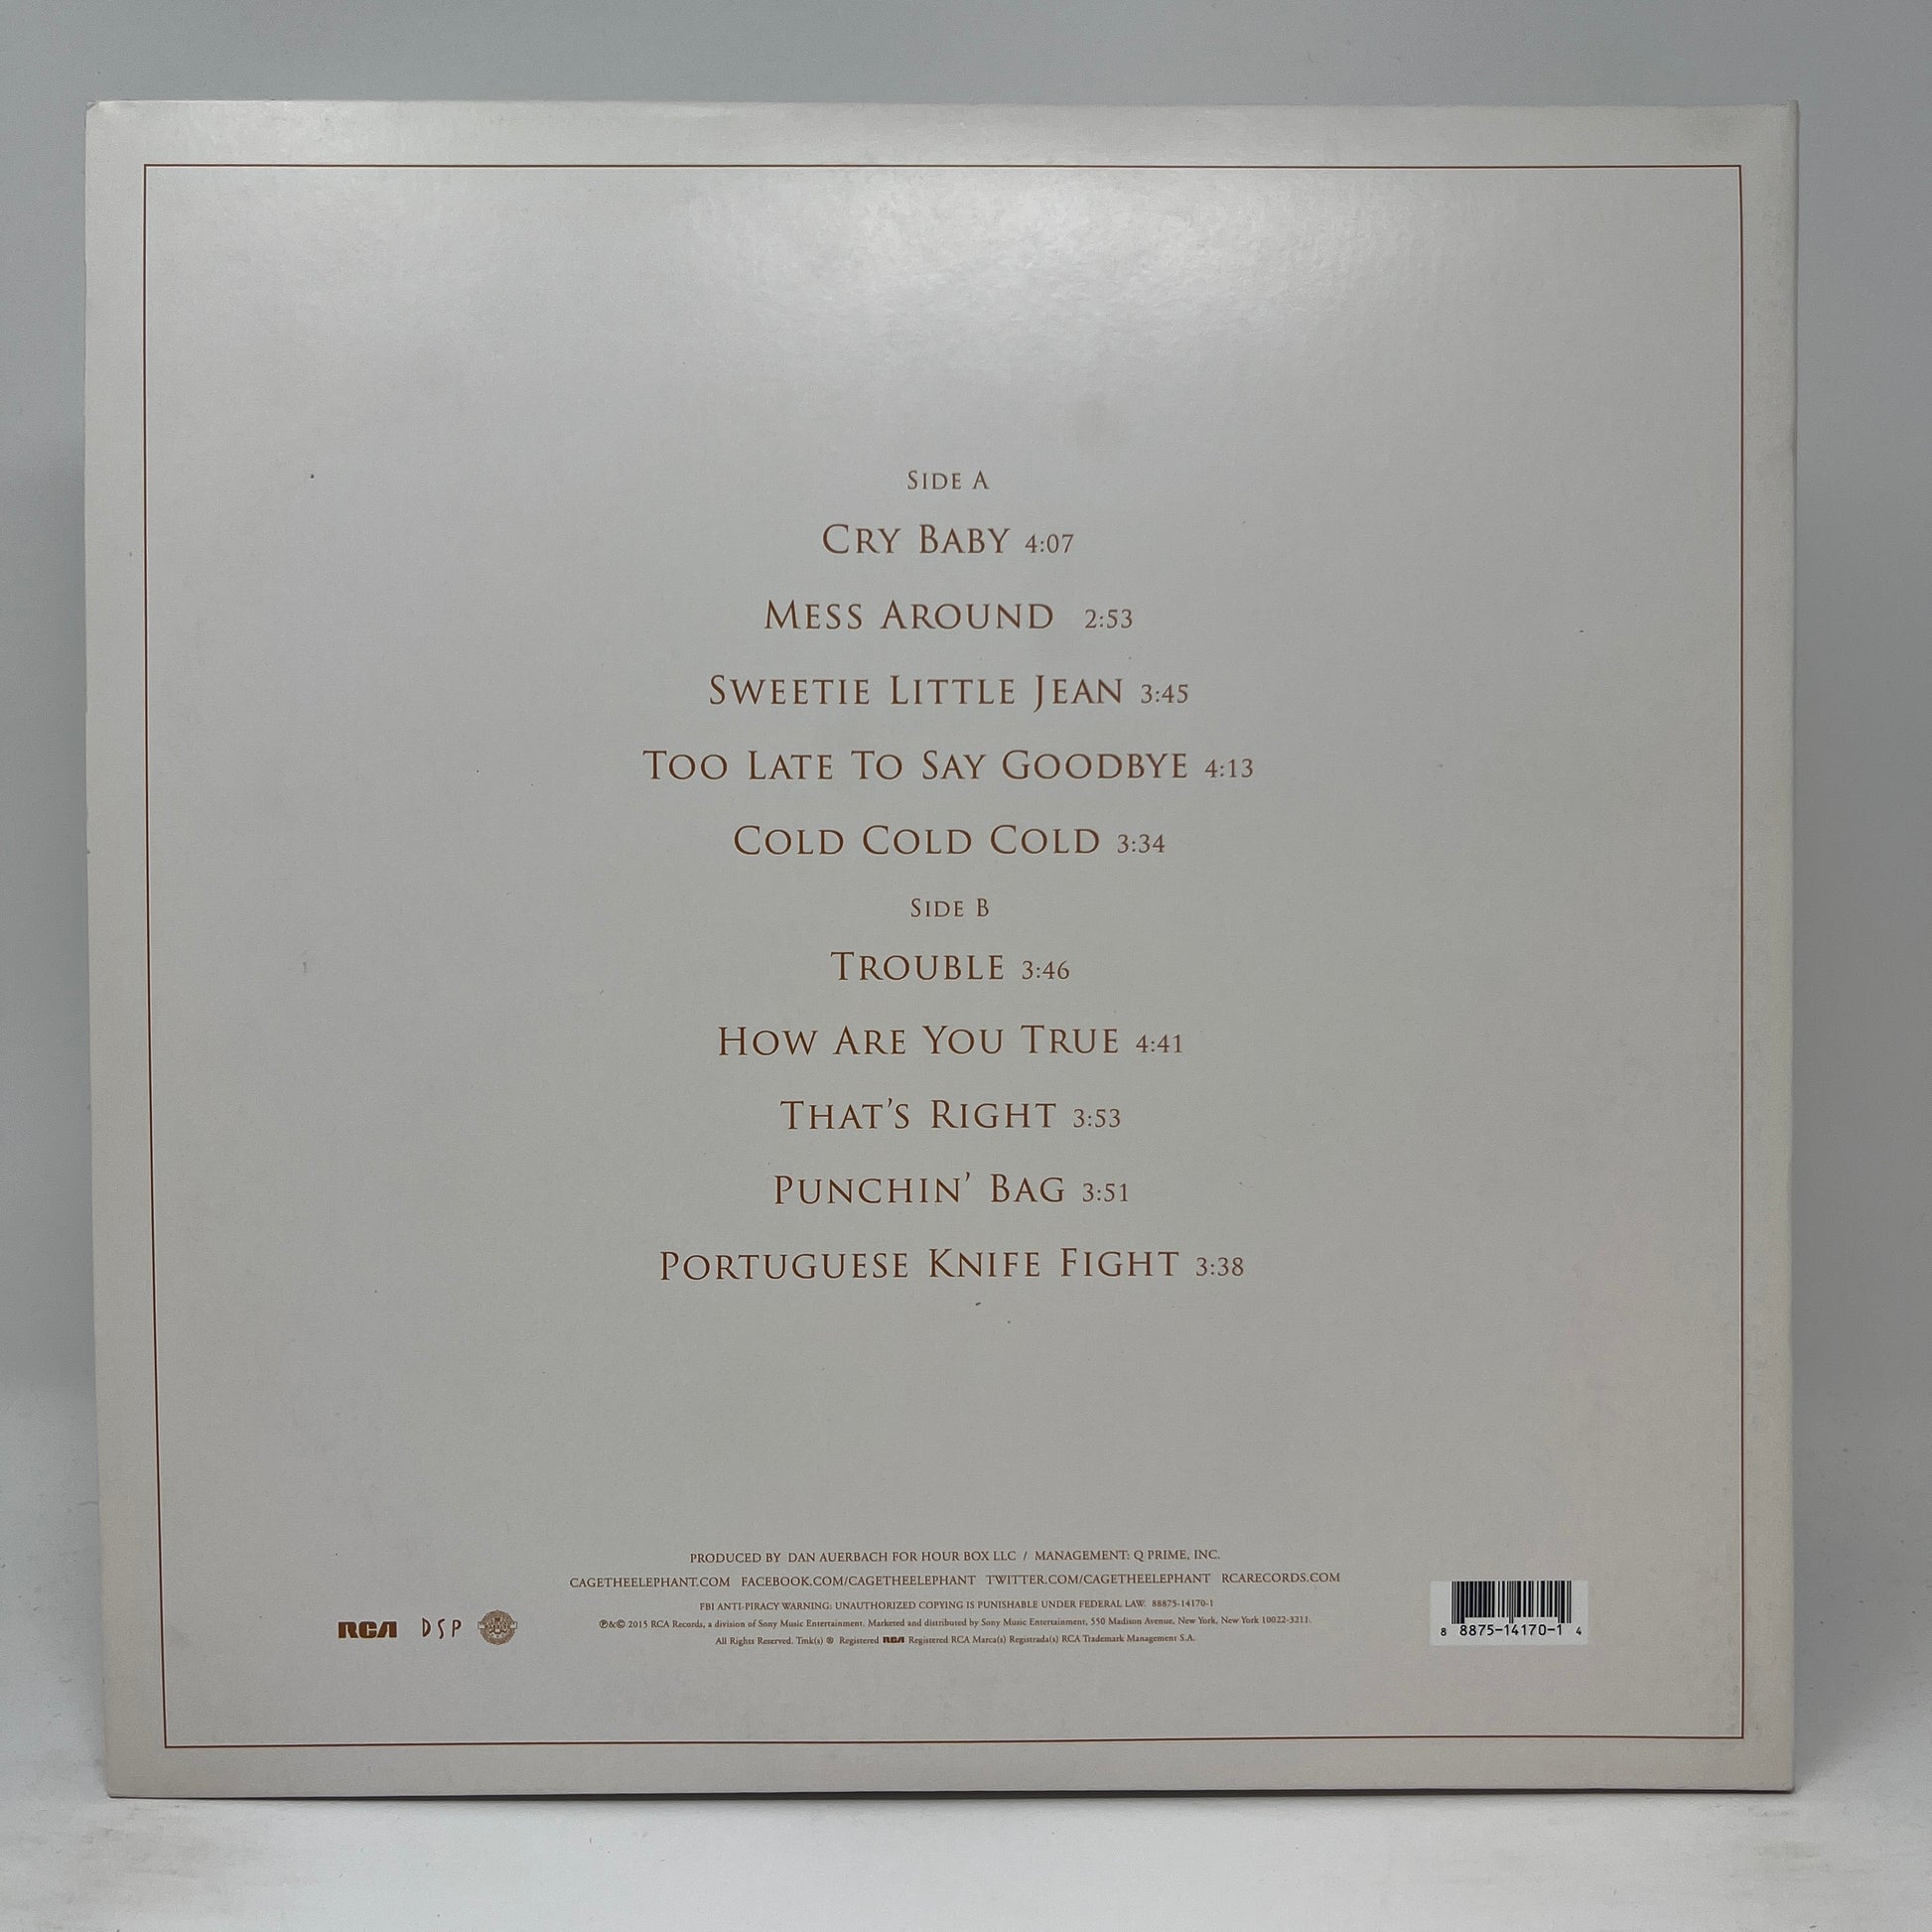 SIDE A
CRY BABY 4:07
MESS AROUND 2:53
SWEETIE LITTLE JEAN 3:45
TOO LATE TO SAY GOODBYE 4:13
COLD COLD COLD 3:34
SIDE B
TROUBLE 3:46
HOW ARE YOU TRUE 4:41
THAT'S RIGHT 3:53
PUNCHIN' BAG 3:51
PORTUGUESE KNIFE FIGHT 3:38
PRODUCED BY DAN AUERBACH FOR HOUR BOX LLC / MANAGEMENT: Q PRIME, INC.
CAGETHEELEPHANT.COM FACEBOOK.COM/CAGETHEELEPHANT TWITTER.COM/CAGETHEELEPHANT RCARECORDS.COM
FBI ANTI-PIRACY WARNING: UNAUTHORIZED COPYING IS PUNISHABLE UNDER FEDERAL LAW. 88875-14170-1
℗&© 2015 RCA Records, a division of Sony Music Entertainment. Marketed and distributed by Sony Music Entertainment, 550 Madison Avenue, New York, New York 10022-3211.
All Rights Reserved. Tmk(s) ® Registered RCA Registered RCA Marca(s) Registrada(s) RCA Trademark Management S.A.
RCA DSP
8 8875-14170-1 4